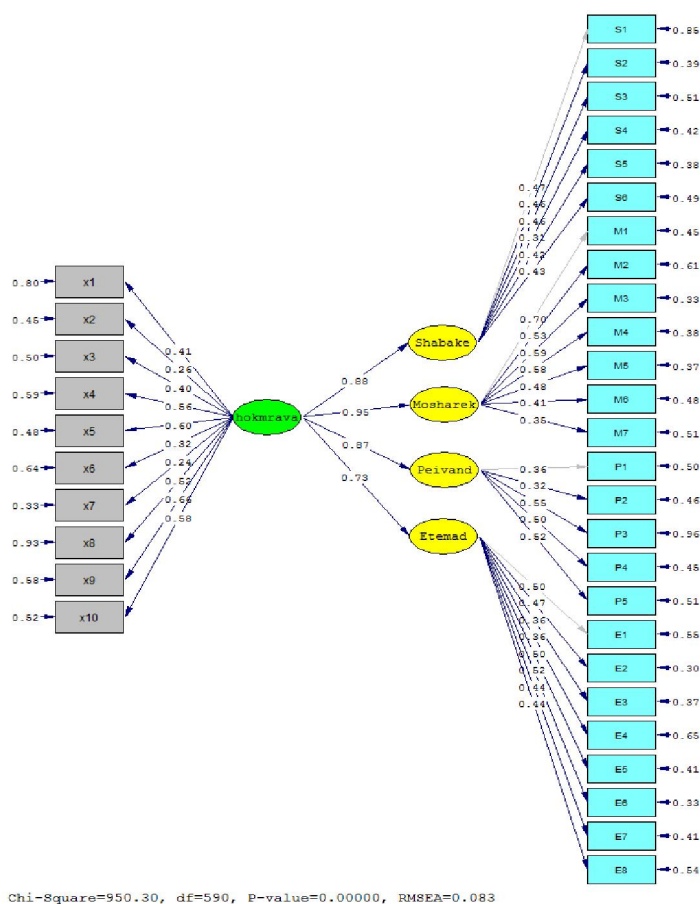 S1 0.85
S2 0.39
S3 0.51
S4 0.42
S5 0.38
S6 0.49
M1 0.45
M2 0.61
M3 0.33
M4 0.38
M5 0.37
M6 0.48
M7 0.51
P1 0.50
P2 0.46
P3 0.96
P4 0.45
P5 0.51
E1 0.55
E2 0.30
E3 0.37
E4 0.65
E5 0.41
E6 0.33
E7 0.41
E8 0.54
0.47
0.46
0.46
0.31
0.42
0.43
0.70
0.53
0.59
0.58
0.48
0.41
0.35
0.36
0.32
0.55
0.50
0.52
0.50
0.47
0.36
0.36
0.50
0.52
0.44
0.44
Shabake
Mosharek
Peivand
Etemad
0.88
0.95
0.87
0.73
hokmrava
0.41
0.26
0.40
0.56
0.60
0.32
0.24
0.52
0.66
0.58
0.80 x1
0.45 x2
0.50 x3
0.59 x4
0.48 x5
0.64 x6
0.33 x7
0.93 x8
0.58 x9
0.52 x10
Chi-Square=950.30, df=590, P-value=0.00000, RMSEA=0.083